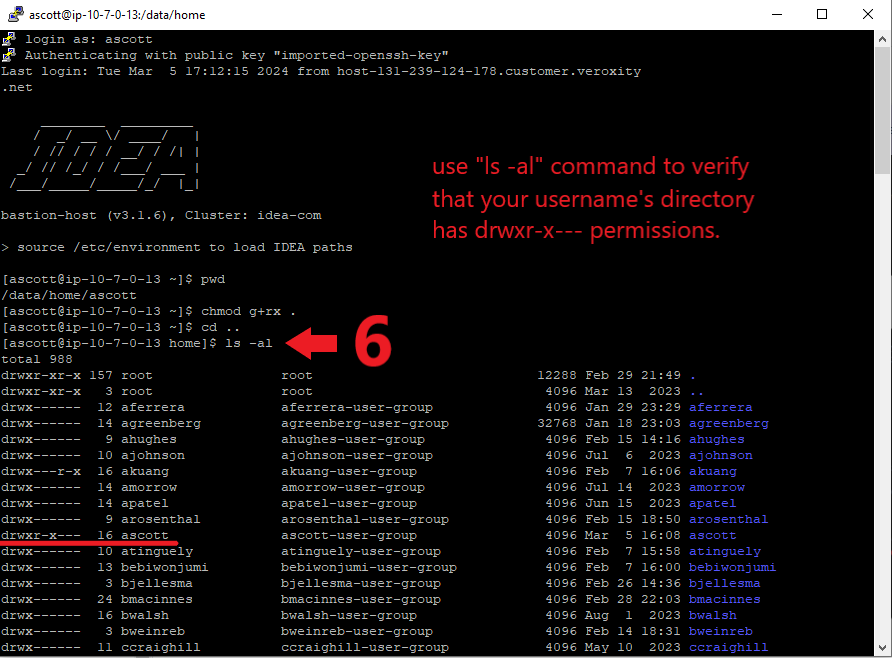 ascott@ip-10-7-0-13:/data/home
login as: ascott
Authenticating with public key "imported-openssh-key"
Last login: Tue Mar  5 17:12:15 2024 from host-131-239-124-178.customer.veroxity
.net
IDEA
use "ls -al" command to verify
that your username's directory
has drwxr-x--- permissions.
bastion-host (v3.1.6), Cluster: idea-com
> source /etc/environment to load IDEA paths
[ascott@ip-10-7-0-13 ~]$ pwd
/data/home/ascott
[ascott@ip-10-7-0-13 ~]$ chmod g+rx .
[ascott@ip-10-7-0-13 ~]$ cd ..
[ascott@ip-10-7-0-13 home]$ ls -al
6
total 988
drwxr-xr-x 157 root root 12288 Feb 29 21:49 .
drwxr-xr-x 3 root root 4096 Mar 13 2023 ..
drwx------ 12 aferrera aferrera-user-group 4096 Jan 29 23:29 aferrera
drwx------ 14 agreenberg agreenberg-user-group 32768 Jan 18 23:03 agreenberg
drwx------ 9 ahughes ahughes-user-group 4096 Feb 15 14:16 ahughes
drwx------ 10 ajohnson ajohnson-user-group 4096 Jul 6 2023 ajohnson
drwx---r-x 16 akuang akuang-user-group 4096 Feb 7 16:06 akuang
drwx------ 14 amorrow amorrow-user-group 4096 Jul 14 2023 amorrow
drwx------ 14 apatel apatel-user-group 4096 Jun 15 2023 apatel
drwx------ 9 arosenthal arosenthal-user-group 4096 Feb 15 18:50 arosenthal
drwxr-x--- 16 ascott ascott-user-group 4096 Mar 5 16:08 ascott
drwx------ 10 atinguely atinguely-user-group 4096 Feb 7 15:58 atinguely
drwx------ 13 bebiwonjumi bebiwonjumi-user-group 4096 Feb 7 16:00 bebiwonjumi
drwx------ 3 bjellesma bjellesma-user-group 4096 Feb 26 14:36 bjellesma
drwx------ 24 bmacinnes bmacinnes-user-group 4096 Feb 28 22:03 bmacinnes
drwx------ 16 bwalsh bwalsh-user-group 4096 Aug 1 2023 bwalsh
drwx------ 3 bweinreb bweinreb-user-group 4096 Feb 14 18:31 bweinreb
drwx------ 11 ccraighill ccraighill-user-group 4096 May 10 2023 ccraighill